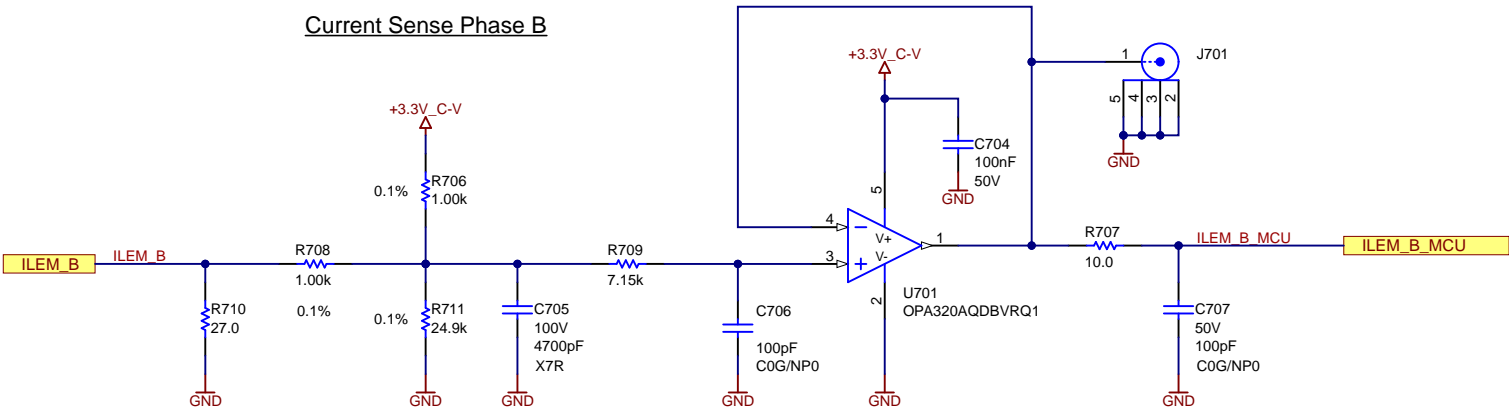 Current Sense Phase B
+3.3V_C-V
1
J701
5
4
3
2
GND
+3.3V_C-V
C704
100nF
50V
GND
0.1%
R706
1.00k
5
4
V+
V-
3
1
2
U701
OPA320AQDBVRQ1
R707
10.0
ILEM_B_MCU
ILEM_B_MCU
ILEM_B
ILEM_B
R708
1.00k
0.1%
R709
7.15k
R710
27.0
0.1%
R711
24.9k
C705
100V
4700pF
X7R
C706
100pF
C0G/NP0
C707
50V
100pF
C0G/NP0
GND
GND
GND
GND
GND
GND